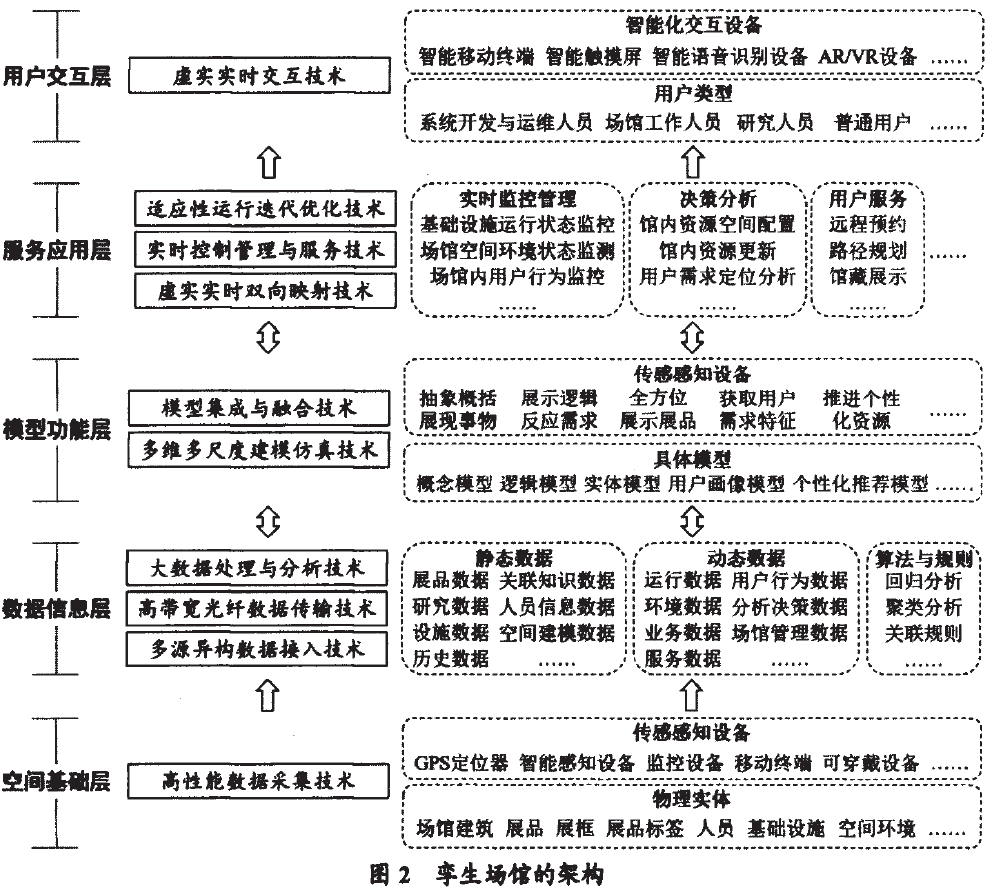 用户交互层
虚实实时交互技术
智能化交互设备
智能移动终端 智能触摸屏 智能语音识别设备 AR/VR设备 ……
用户类型
系统开发与运维人员 场馆工作人员 研究人员 普通用户 ……
服务应用层
适应性运行迭代优化技术
实时控制管理与服务技术
虚实实时双向映射技术
实时监控管理
基础设施运行状态监控
场馆空间环境状态监测
场馆内用户行为监控
……
决策分析
馆内资源空间配置
馆内资源更新
用户需求定位分析
……
用户服务
远程预约
路径规划
馆藏展示
……
……
模型功能层
模型集成与融合技术
多维多尺度建模仿真技术
传感感知设备
抽象概括 展示逻辑 全方位 获取用户 推进个性
展现事物 反应需求 展示展品 需求特征 化资源 ……
具体模型
概念模型 逻辑模型 实体模型 用户画像模型 个性化推荐模型 ……
数据信息层
大数据处理与分析技术
高带宽光纤数据传输技术
多源异构数据接入技术
静态数据
展品数据 关联知识数据
研究数据 人员信息数据
设施数据 空间建模数据
历史数据 ……
动态数据
运行数据 用户行为数据
环境数据 分析决策数据
业务数据 场馆管理数据
服务数据 ……
算法与规则
回归分析
聚类分析
关联规则
……
空间基础层
高性能数据采集技术
传感感知设备
GPS定位器 智能感知设备 监控设备 移动终端 可穿戴设备 ……
物理实体
场馆建筑 展品 展框 展品标签 人员 基础设施 空间环境 ……
图 2 孪生场馆的架构